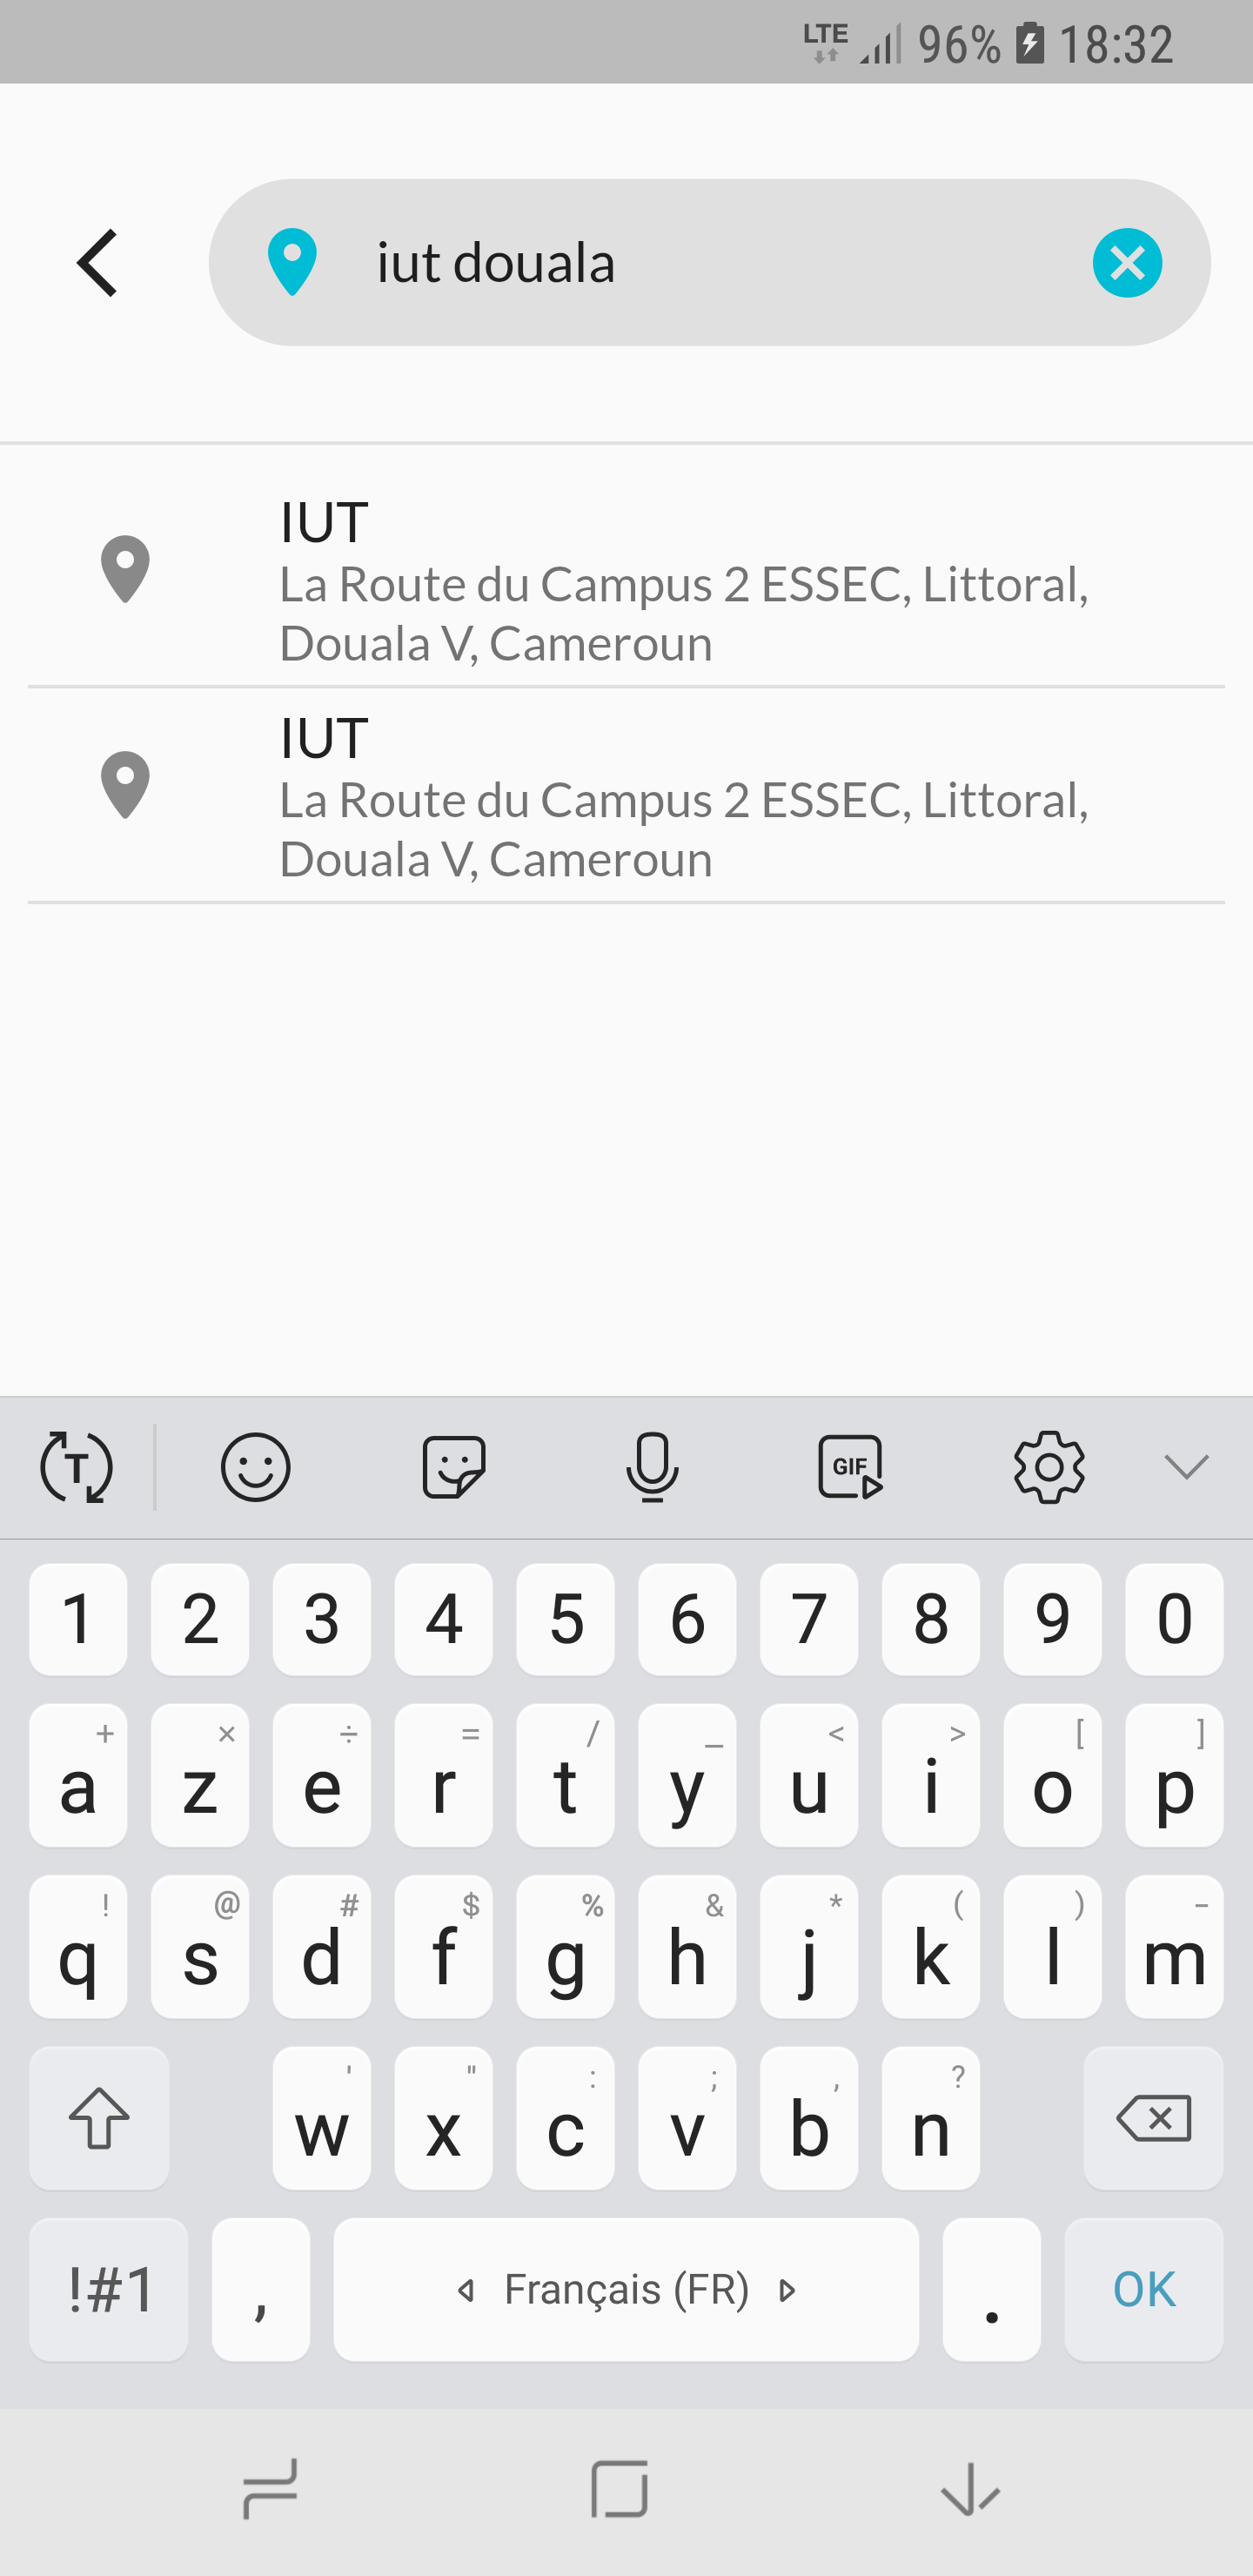 LTE 96% 18:32
iut douala
IUT
La Route du Campus 2 ESSEC, Littoral,
Douala V, Cameroun
IUT
La Route du Campus 2 ESSEC, Littoral,
Douala V, Cameroun
T GIF
1 2 3 4 5 6 7 8 9 0
+ × ÷ = / _ < > [ ]
a z e r t y u i o p
! @ # $ % & * ( ) -
q s d f g h j k l m
' " : ; , ?
w x c v b n
!#1 , Français (FR) . OK